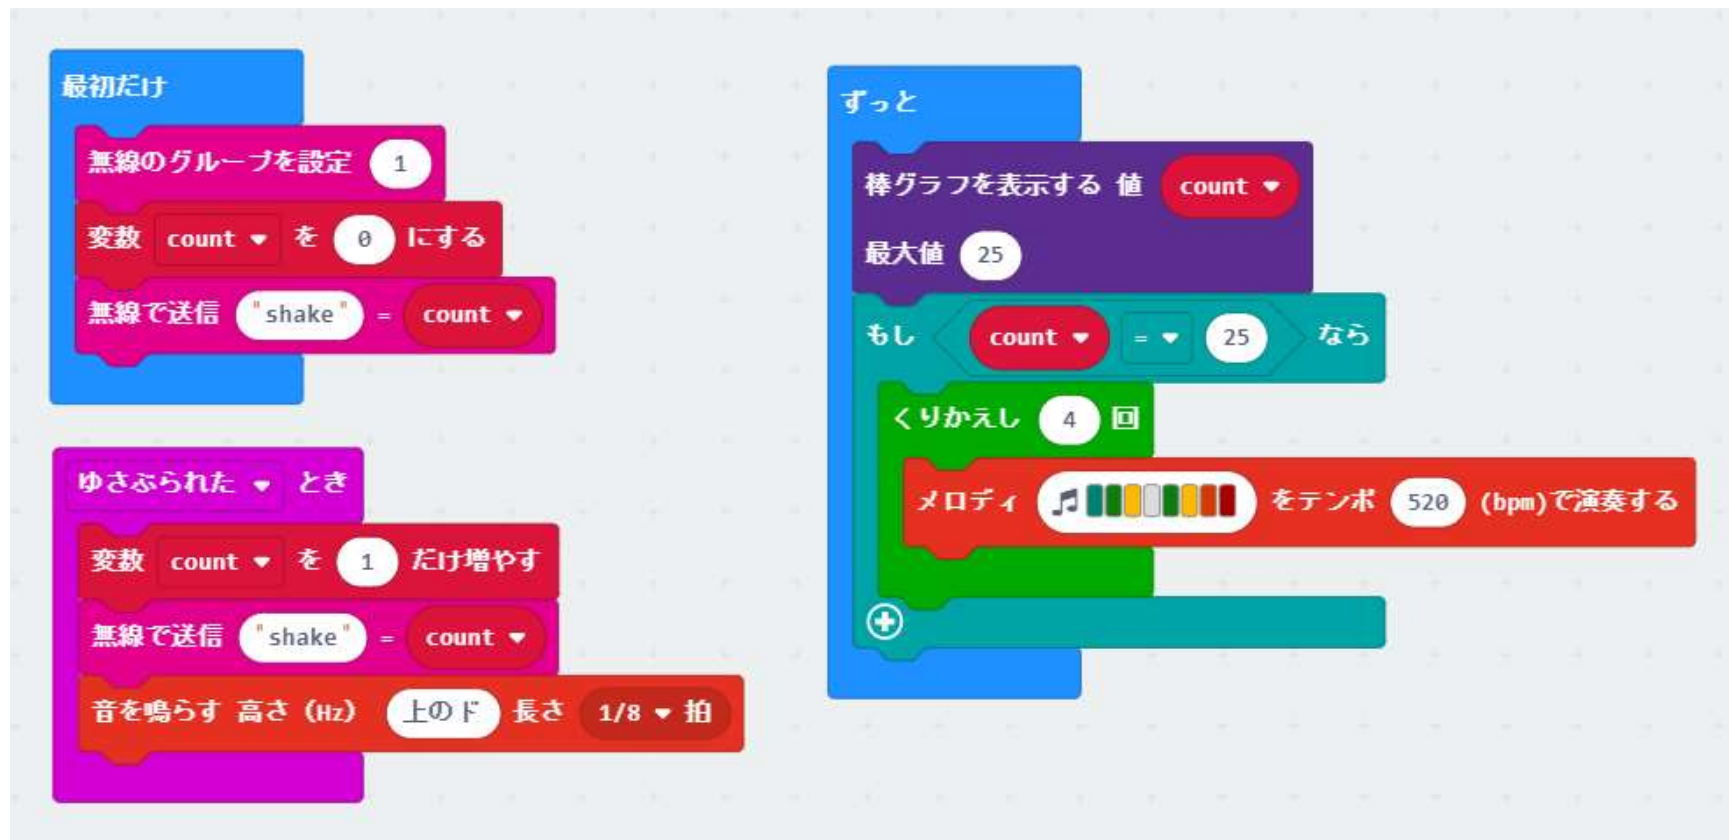 最初だけ
無線のグループを設定 1
変数 count を 0 にする
無線で送信 "shake" = count
ゆさぶられた とき
変数 count を 1 だけ増やす
無線で送信 "shake" = count
音を鳴らす 高さ (Hz) 上のド 長さ 1/8 拍
ずっと
棒グラフを表示する 値 count
最大値 25
もし count = 25 なら
くりかえし 4 回
メロディ をテンポ 520 (bpm)で演奏する